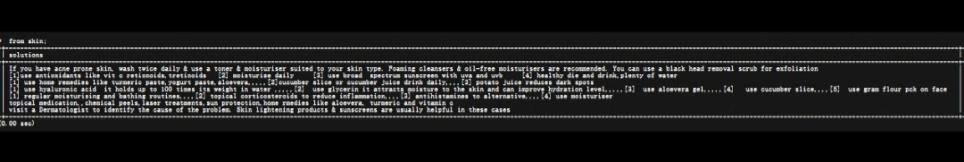 from skin;
solutions
If you have acne prone skin, wash twice daily & use a toner & moisturiser suited to your skin type. Foaming cleansers & oil-free moisturisers are recommended. You can use a black head removal scrub for exfoliation
[1]use antioxidants like vit c retionoids,tretinoids [2] moisturise daily [3] use broad spectrum sunscreen with uva and uvb [4] healthy die and drink,plenty of water
[1] use home remedies like turmeric paste,yogurt paste,aloevera,...[2]cucumber slice or cucumber juice drink daily,...[3] potato juice reduces dark spots
[1] use hyaluronic acid it holds up to 100 times its weight in water ,....[2] use glycerin it attracts moisture to the skin and can improve hydration level,....[3] use aloevera gel,....[4] use cucumber slice,...[5] use gram flour pck on face
[1] regular moisturising and bathing routines,...[2] topical corticosteroids to reduce inflammation,...[3] antihistamines to alternative,...[4] use moisturiser
topical medication,,chemical peels,laser treatments,sun protection,home rmedies like aloevera, turmeric and vitamin c
visit a Dermatologist to identify the cause of the problem. Skin lightening products & sunscreens are usually helpful in these cases
(0.00 sec)